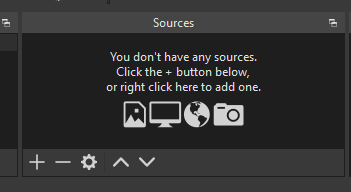 Sources
You don't have any sources.
Click the + button below,
or right click here to add one.